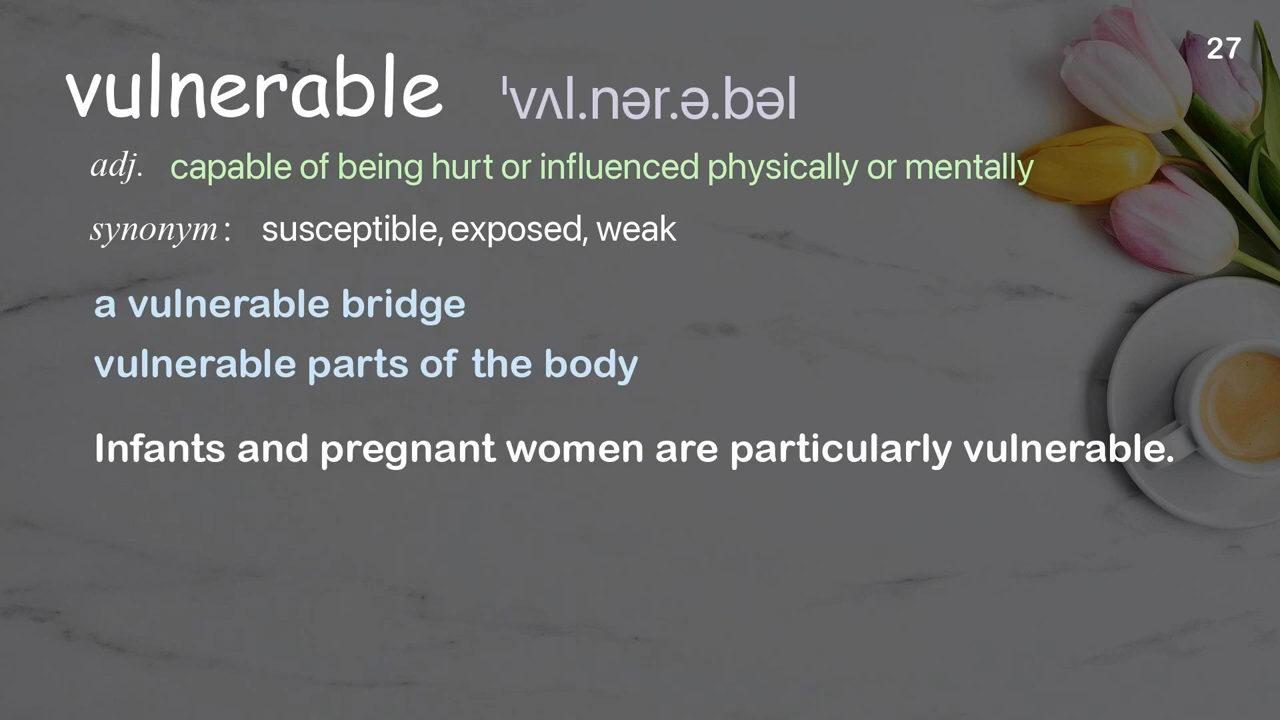 27
vulnerable ˈvʌl.nər.ə.bəl
adj. capable of being hurt or influenced physically or mentally
synonym: susceptible, exposed, weak
a vulnerable bridge
vulnerable parts of the body
Infants and pregnant women are particularly vulnerable.